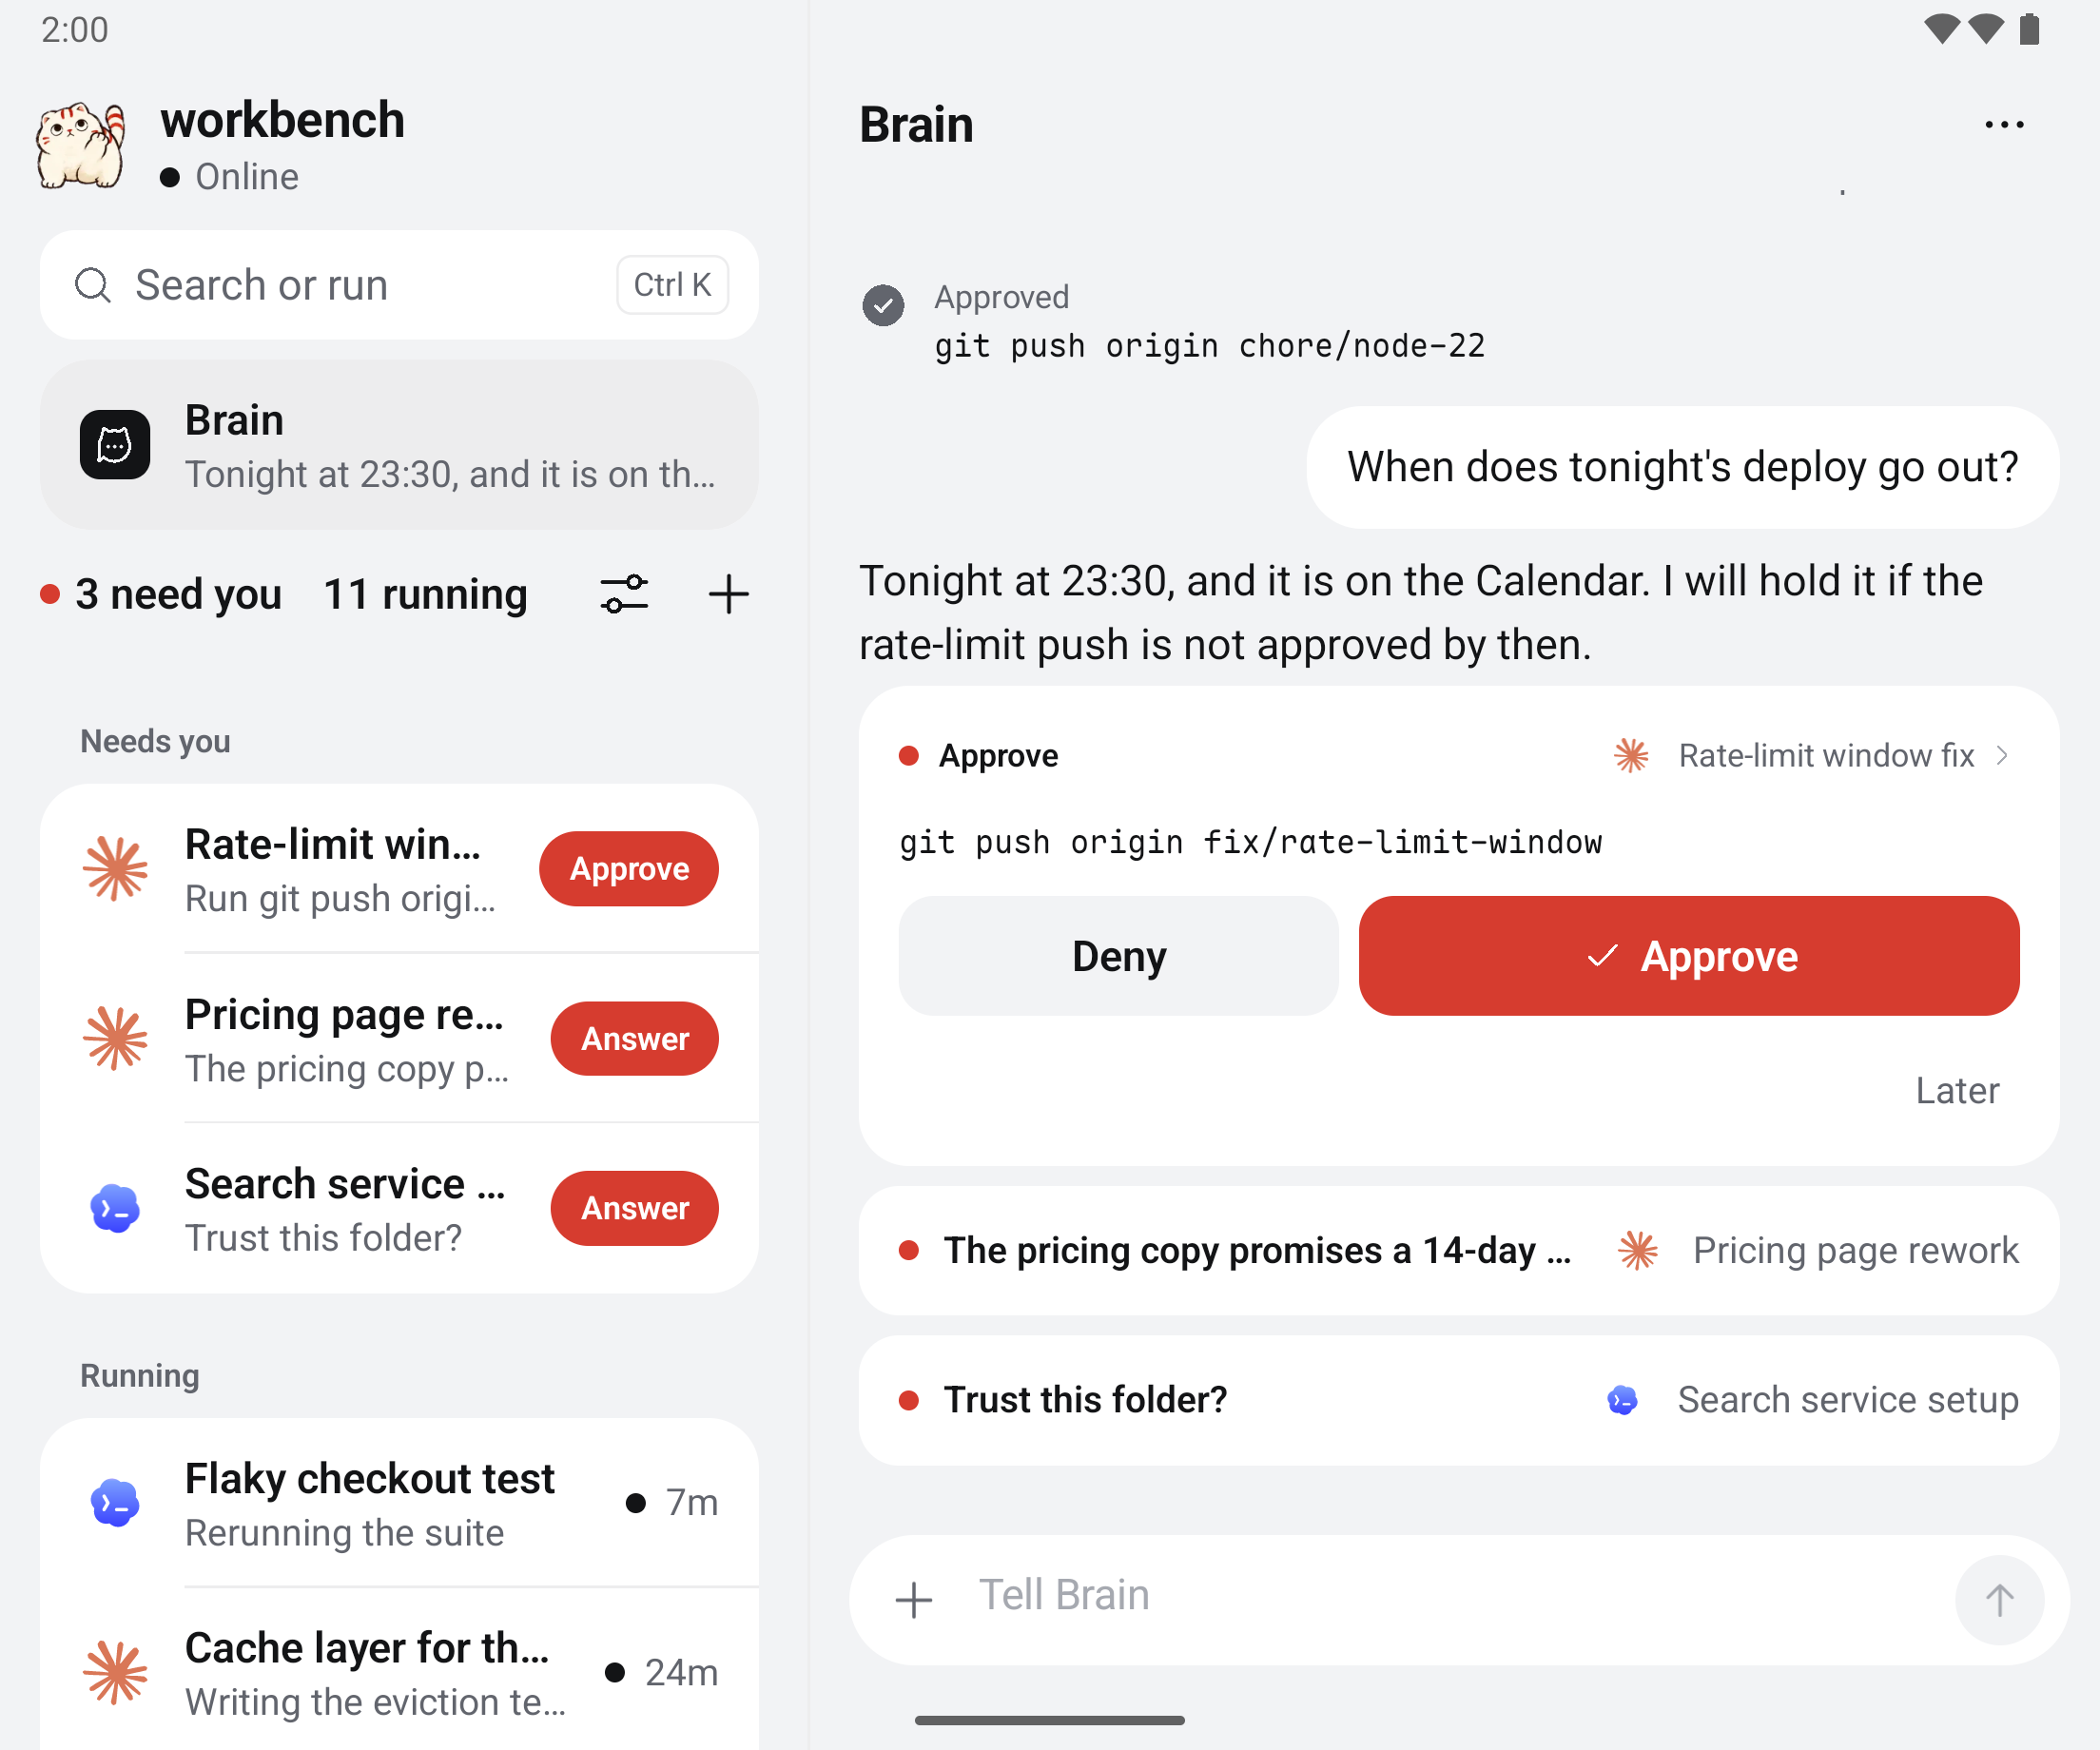 2:00
workbench
Online
Search or run
Ctrl K
Brain
Tonight at 23:30, and it is on th...
3 need you
11 running
Needs you
Rate-limit win...
Run git push origi...
Approve
Pricing page re...
The pricing copy p...
Answer
Search service ...
Trust this folder?
Answer
Running
Flaky checkout test
Rerunning the suite
7m
Cache layer for th...
Writing the eviction te...
24m
Brain
Approved
git push origin chore/node-22
When does tonight's deploy go out?
Tonight at 23:30, and it is on the Calendar. I will hold it if the
rate-limit push is not approved by then.
Approve
Rate-limit window fix
git push origin fix/rate-limit-window
Deny
Approve
Later
The pricing copy promises a 14-day ...
Pricing page rework
Trust this folder?
Search service setup
Tell Brain